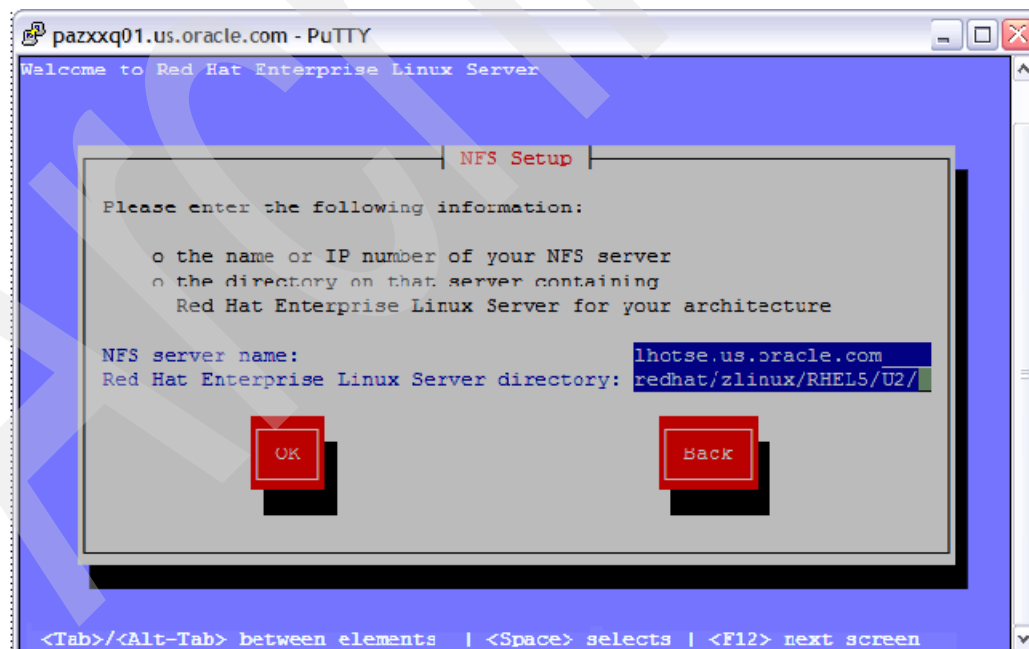 pazxxq01.us.oracle.com - PuTTY
Welcome to Red Hat Enterprise Linux Server
NFS Setup
Please enter the following information:
o the name or IP number of your NFS server
o the directory on that server containing
Red Hat Enterprise Linux Server for your architecture
NFS server name: lhotse.us.oracle.com
Red Hat Enterprise Linux Server directory: redhat/zlinux/RHEL5/U2/
OK Back
<Tab>/<Alt-Tab> between elements | <Space> selects | <F12> next screen